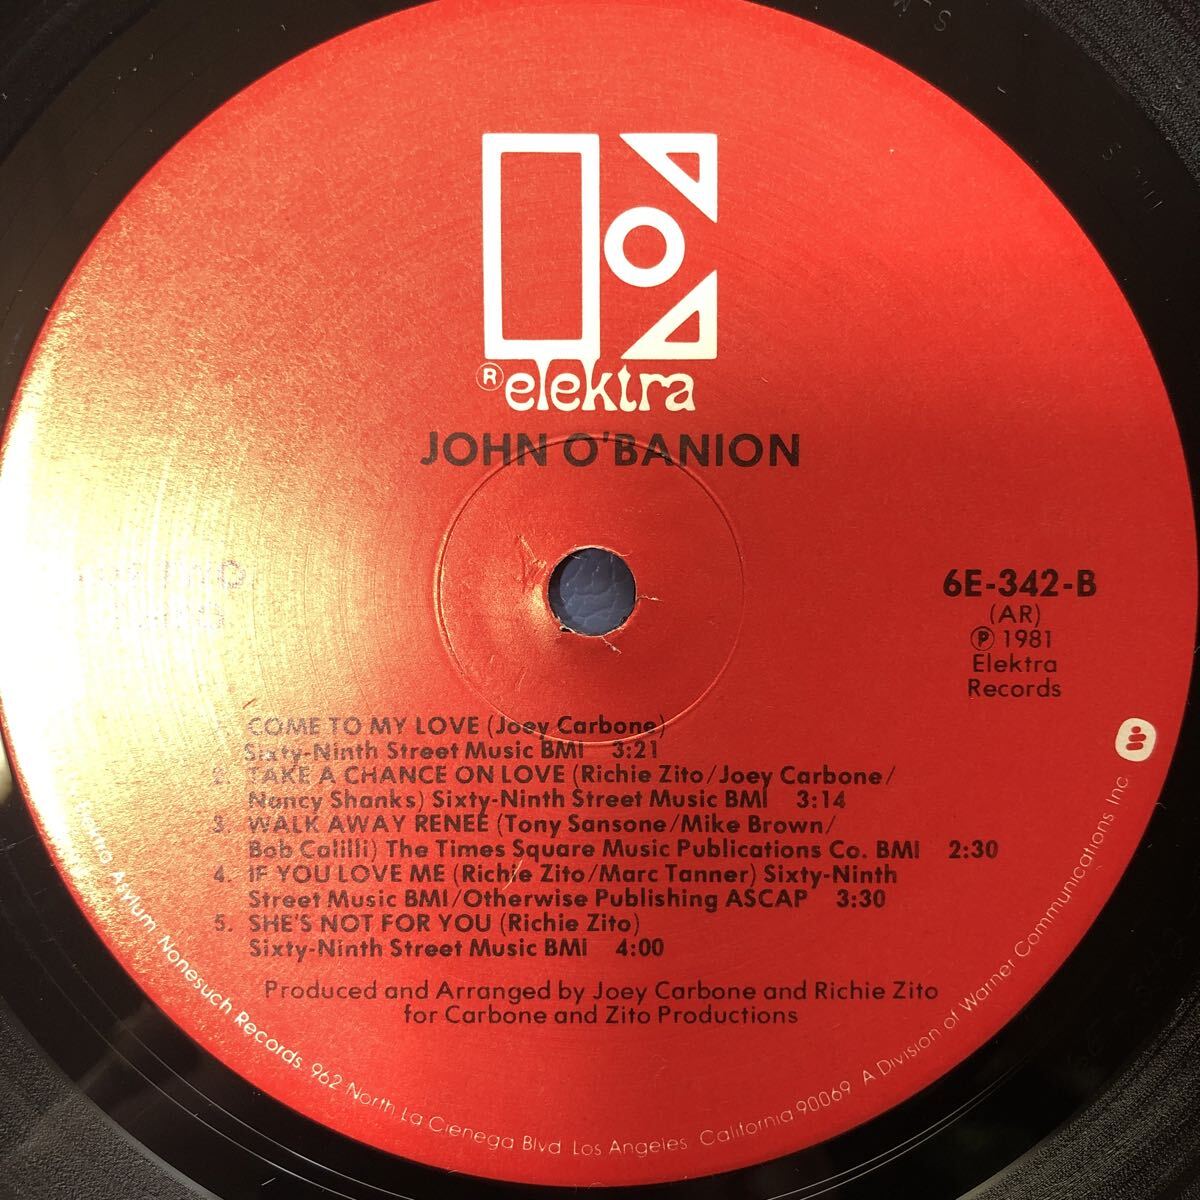 ® elektra
JOHN O'BANION
6E-342-B
(AR)
℗ 1981
Elektra
Records
COME TO MY LOVE (Joey Carbone)
Sixty-Ninth Street Music BMI 3:21
2. TAKE A CHANCE ON LOVE (Richie Zito/Joey Carbone/
Nancy Shanks) Sixty-Ninth Street Music BMI 3:14
3. WALK AWAY RENEE (Tony Sansone/Mike Brown/
Bob Calilli) The Times Square Music Publications Co. BMI 2:30
4. IF YOU LOVE ME (Richie Zito/Marc Tanner) Sixty-Ninth
Street Music BMI/Otherwise Publishing ASCAP 3:30
5. SHE'S NOT FOR YOU (Richie Zito)
Sixty-Ninth Street Music BMI 4:00
Produced and Arranged by Joey Carbone and Richie Zito
for Carbone and Zito Productions
Elektra Asylum Nonesuch Records 962 North La Cienega Blvd Los Angeles California 90069 A Division of Warner Communications Inc.